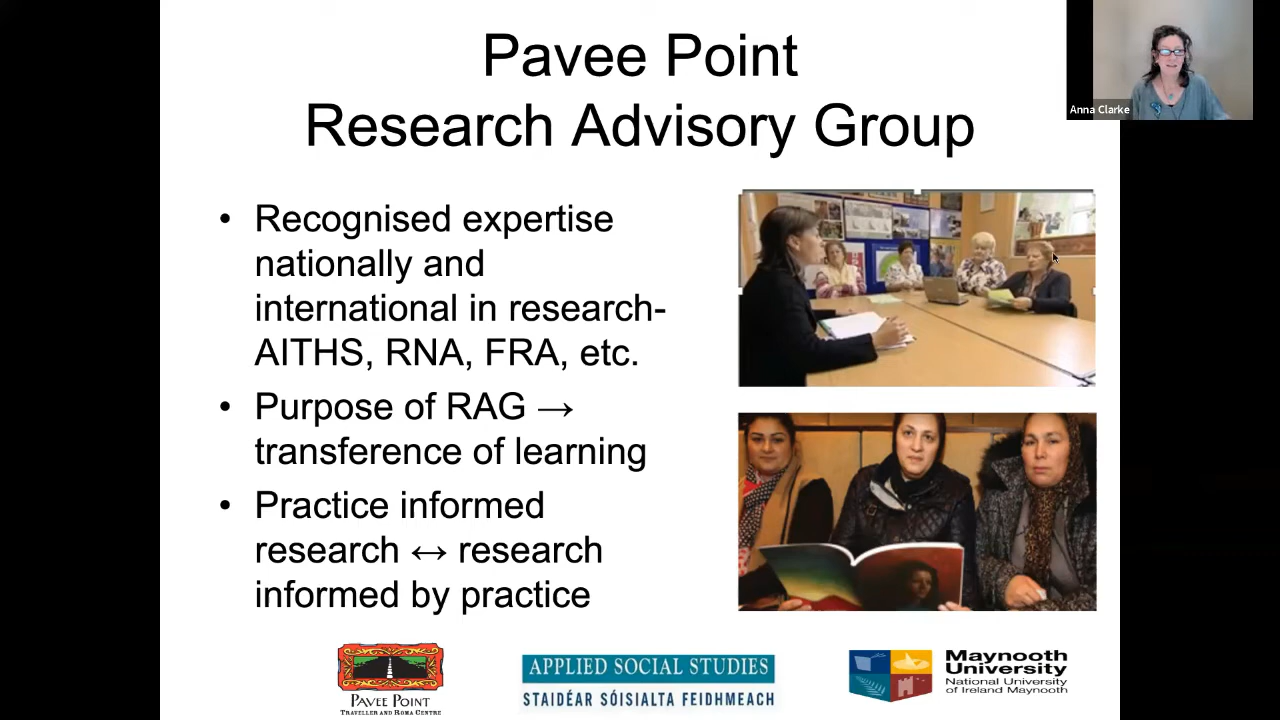 Pavee Point
Research Advisory Group
Anna Clarke
• Recognised expertise
nationally and
international in research-
AITHS, RNA, FRA, etc.
• Purpose of RAG →
transference of learning
• Practice informed
research ↔ research
informed by practice
PAVEE POINT
TRAVELLER AND ROMA CENTRE
APPLIED SOCIAL STUDIES
STAIDÉAR SÓISIALTA FEIDHMEACH
Maynooth
University
National University
of Ireland Maynooth